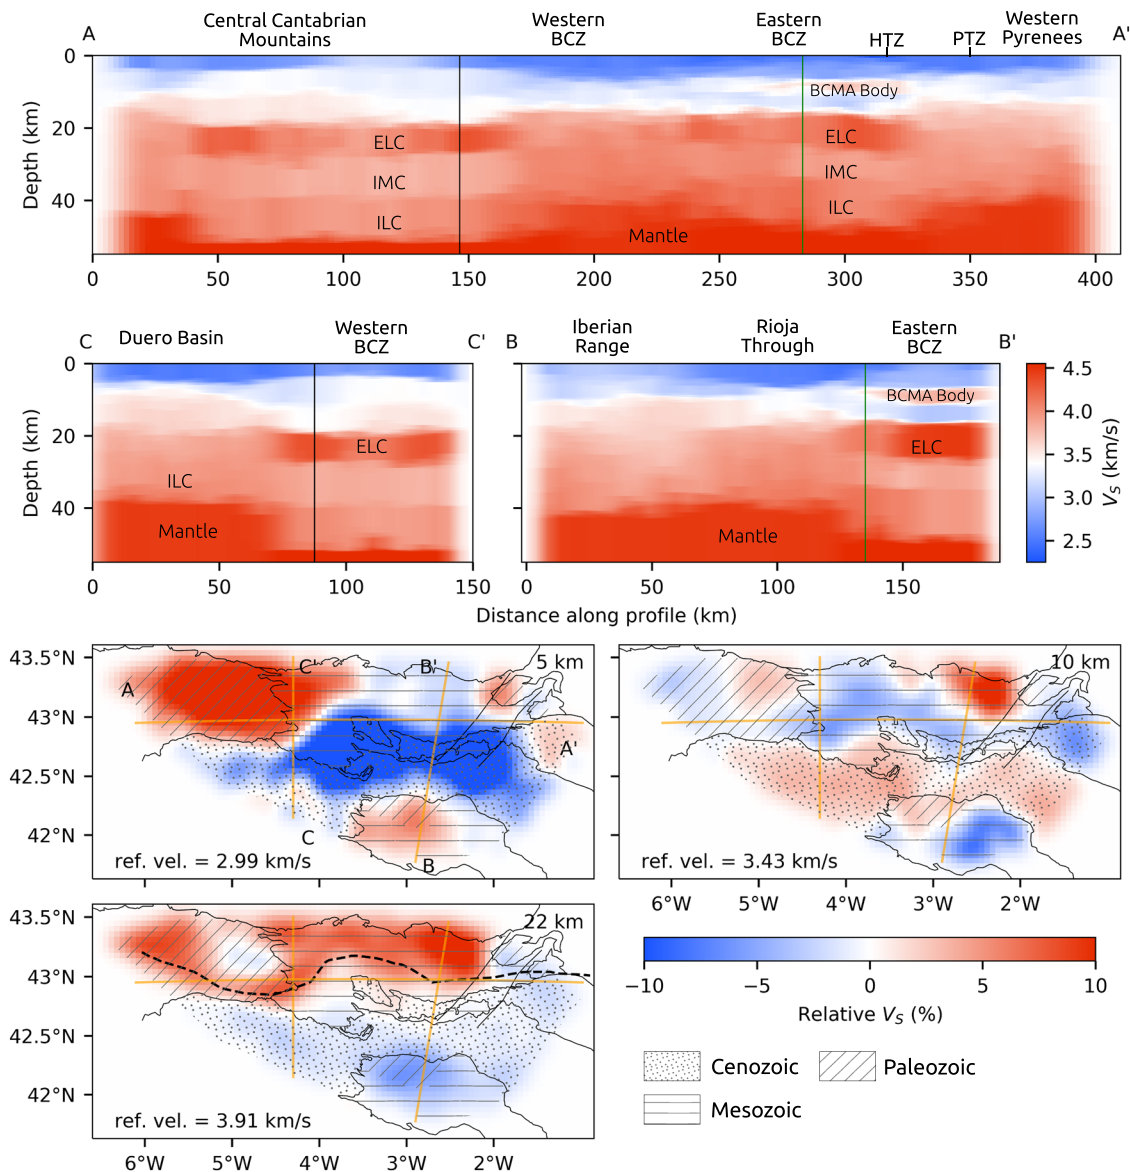 A
Central Cantabrian
Mountains
Western
BCZ
Eastern
BCZ
HTZ
PTZ
Western
Pyrenees
A'
0
20
40
Depth (km)
BCMA Body
ELC
IMC
ILC
ELC
IMC
ILC
Mantle
0
50
100
150
200
250
300
350
400
C
Duero Basin
Western
BCZ
C'
B
Iberian
Range
Rioja
Through
Eastern
BCZ
B'
0
20
40
Depth (km)
ELC
ILC
Mantle
BCMA Body
ELC
Mantle
4.5
4.0
3.5
3.0
2.5
VS (km/s)
0
50
100
150
0
50
100
150
Distance along profile (km)
43.5°N
43°N
42.5°N
42°N
A
C'
B'
5 km
A'
C
B
ref. vel. = 2.99 km/s
10 km
ref. vel. = 3.43 km/s
6°W
5°W
4°W
3°W
2°W
43.5°N
43°N
42.5°N
42°N
22 km
ref. vel. = 3.91 km/s
6°W
5°W
4°W
3°W
2°W
−10
−5
0
5
10
Relative VS (%)
Cenozoic
Paleozoic
Mesozoic